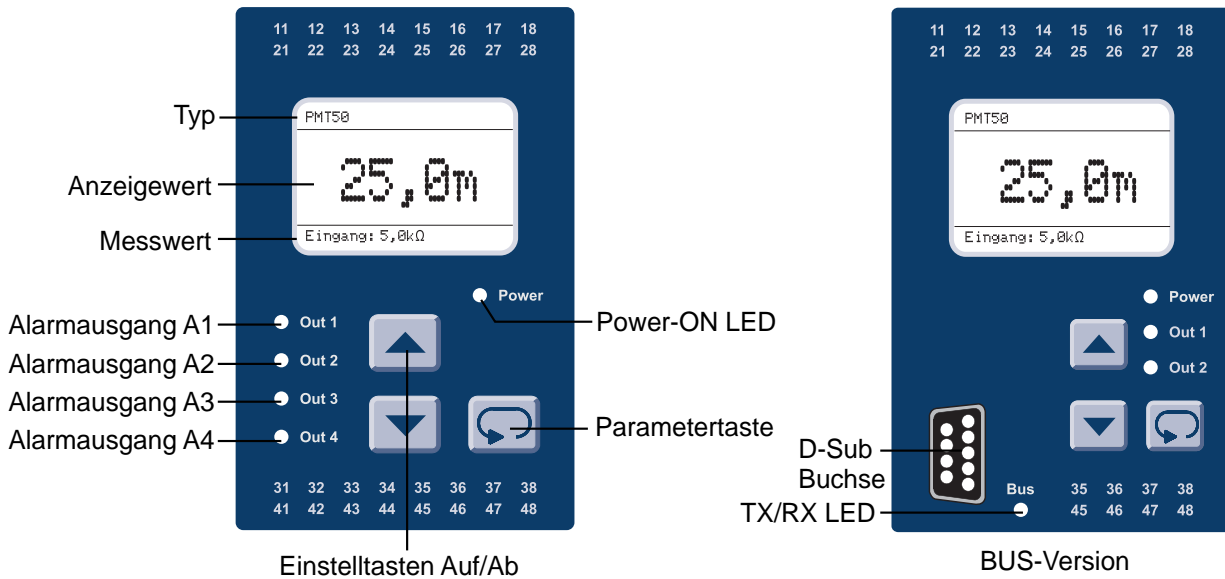 11 12 13 14 15 16 17 18
21 22 23 24 25 26 27 28
Typ
PMT50
Anzeigewert
25,0m
Messwert
Eingang: 5,0kΩ
Power
Power-ON LED
Alarmausgang A1
Out 1
Alarmausgang A2
Out 2
Alarmausgang A3
Out 3
Alarmausgang A4
Out 4
Parametertaste
31 32 33 34 35 36 37 38
41 42 43 44 45 46 47 48
Einstelltasten Auf/Ab
11 12 13 14 15 16 17 18
21 22 23 24 25 26 27 28
PMT50
25,0m
Eingang: 5,0kΩ
Power
Out 1
Out 2
D-Sub
Buchse
TX/RX LED
Bus
35 36 37 38
45 46 47 48
BUS-Version